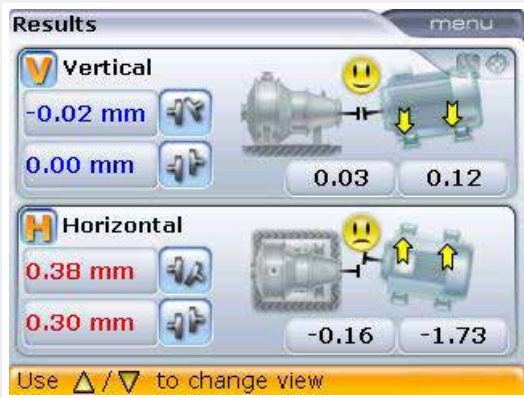 Results
menu
V Vertical
-0.02 mm
0.00 mm
0.03 0.12
H Horizontal
0.38 mm
0.30 mm
-0.16 -1.73
Use △/▽ to change view